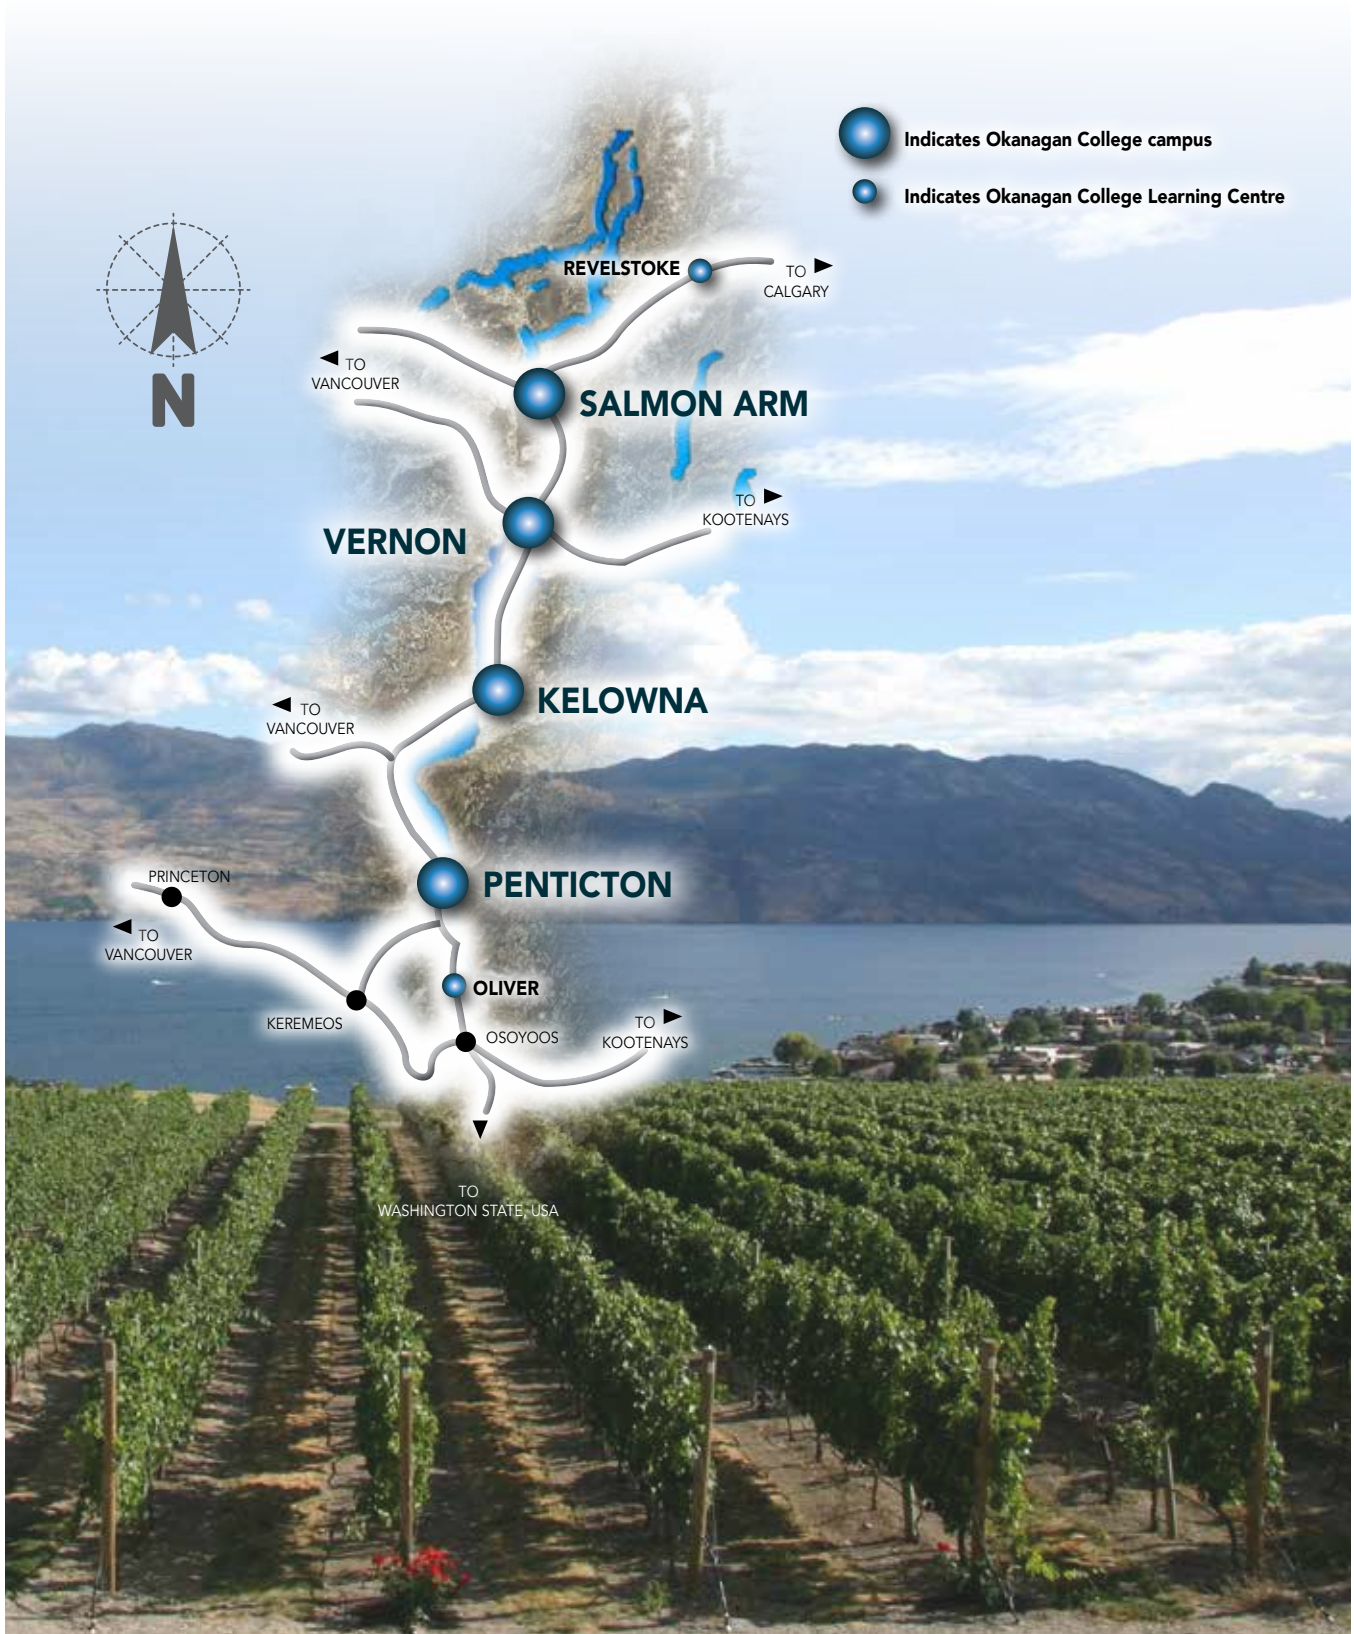 Indicates Okanagan College campus
Indicates Okanagan College Learning Centre
REVELSTOKE
TO
CALGARY
N
TO
VANCOUVER
SALMON ARM
TO
KOOTENAYS
VERNON
KELOWNA
TO
VANCOUVER
PRINCETON
PENTICTON
TO
VANCOUVER
OLIVER
KEREMEOS
OSOYOOS
TO
KOOTENAYS
TO
WASHINGTON STATE, USA